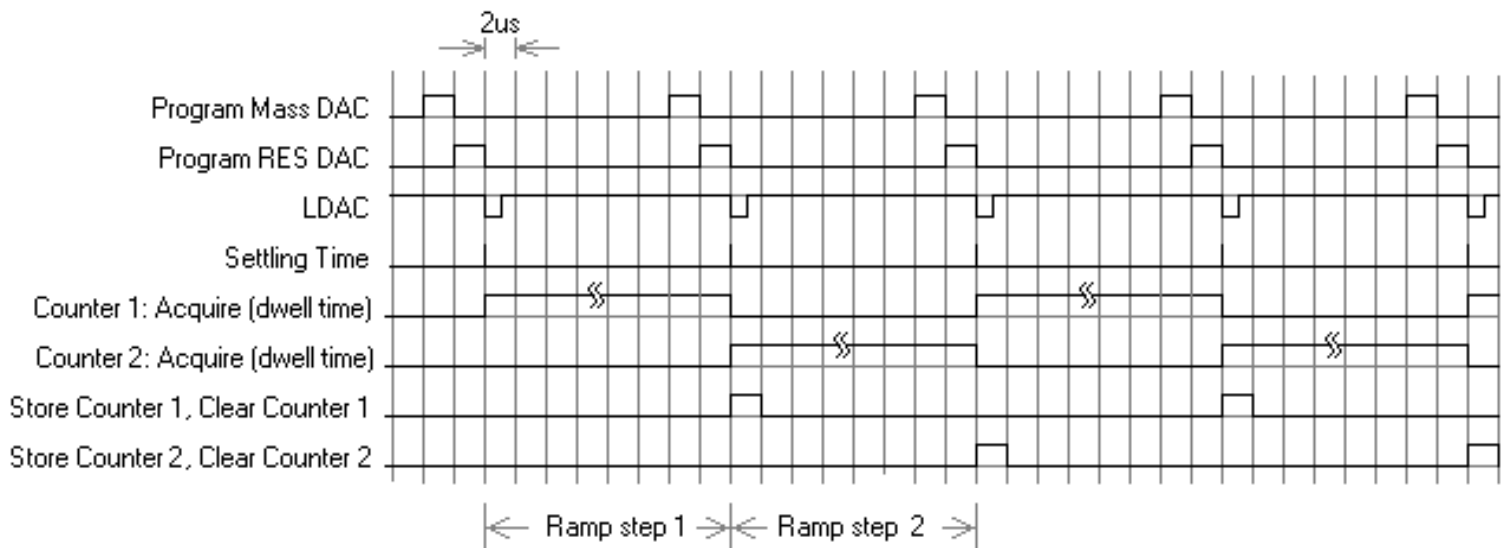 2us
Program Mass DAC
Program RES DAC
LDAC
Settling Time
Counter 1: Acquire (dwell time)
Counter 2: Acquire (dwell time)
Store Counter 1, Clear Counter 1
Store Counter 2, Clear Counter 2
Ramp step 1 Ramp step 2